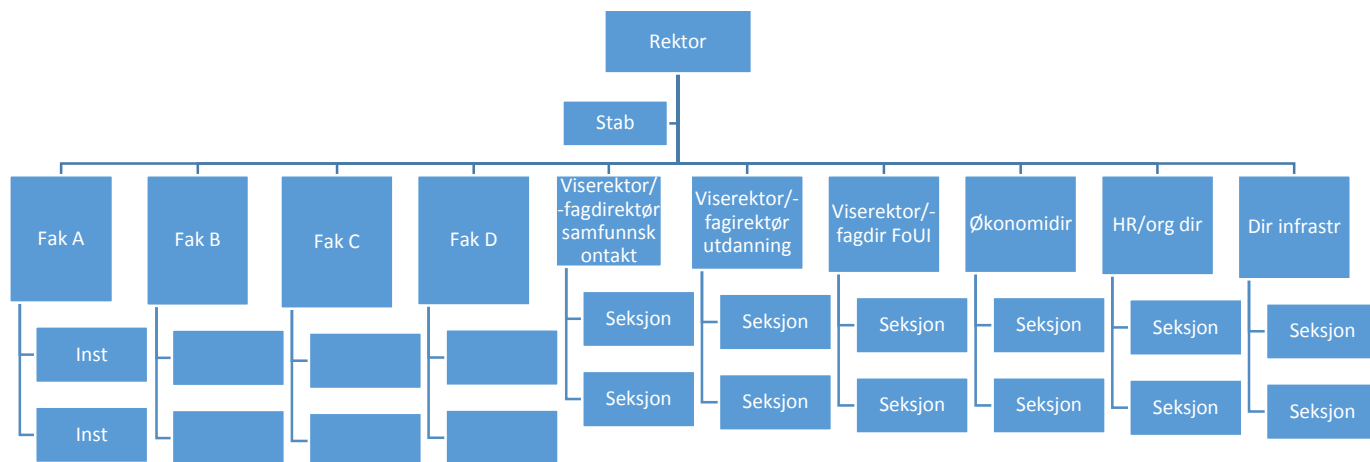 Rektor
Stab
Fak A
Fak B
Fak C
Fak D
Viserektor/
-fagdirektør
samfunnsk
ontakt
Viserektor/-
fagirektør
utdanning
Viserektor/-
fagdir FoUI
Økonomidir
HR/org dir
Dir infrastr
Inst
Seksjon
Seksjon
Seksjon
Seksjon
Seksjon
Seksjon
Inst
Seksjon
Seksjon
Seksjon
Seksjon
Seksjon
Seksjon